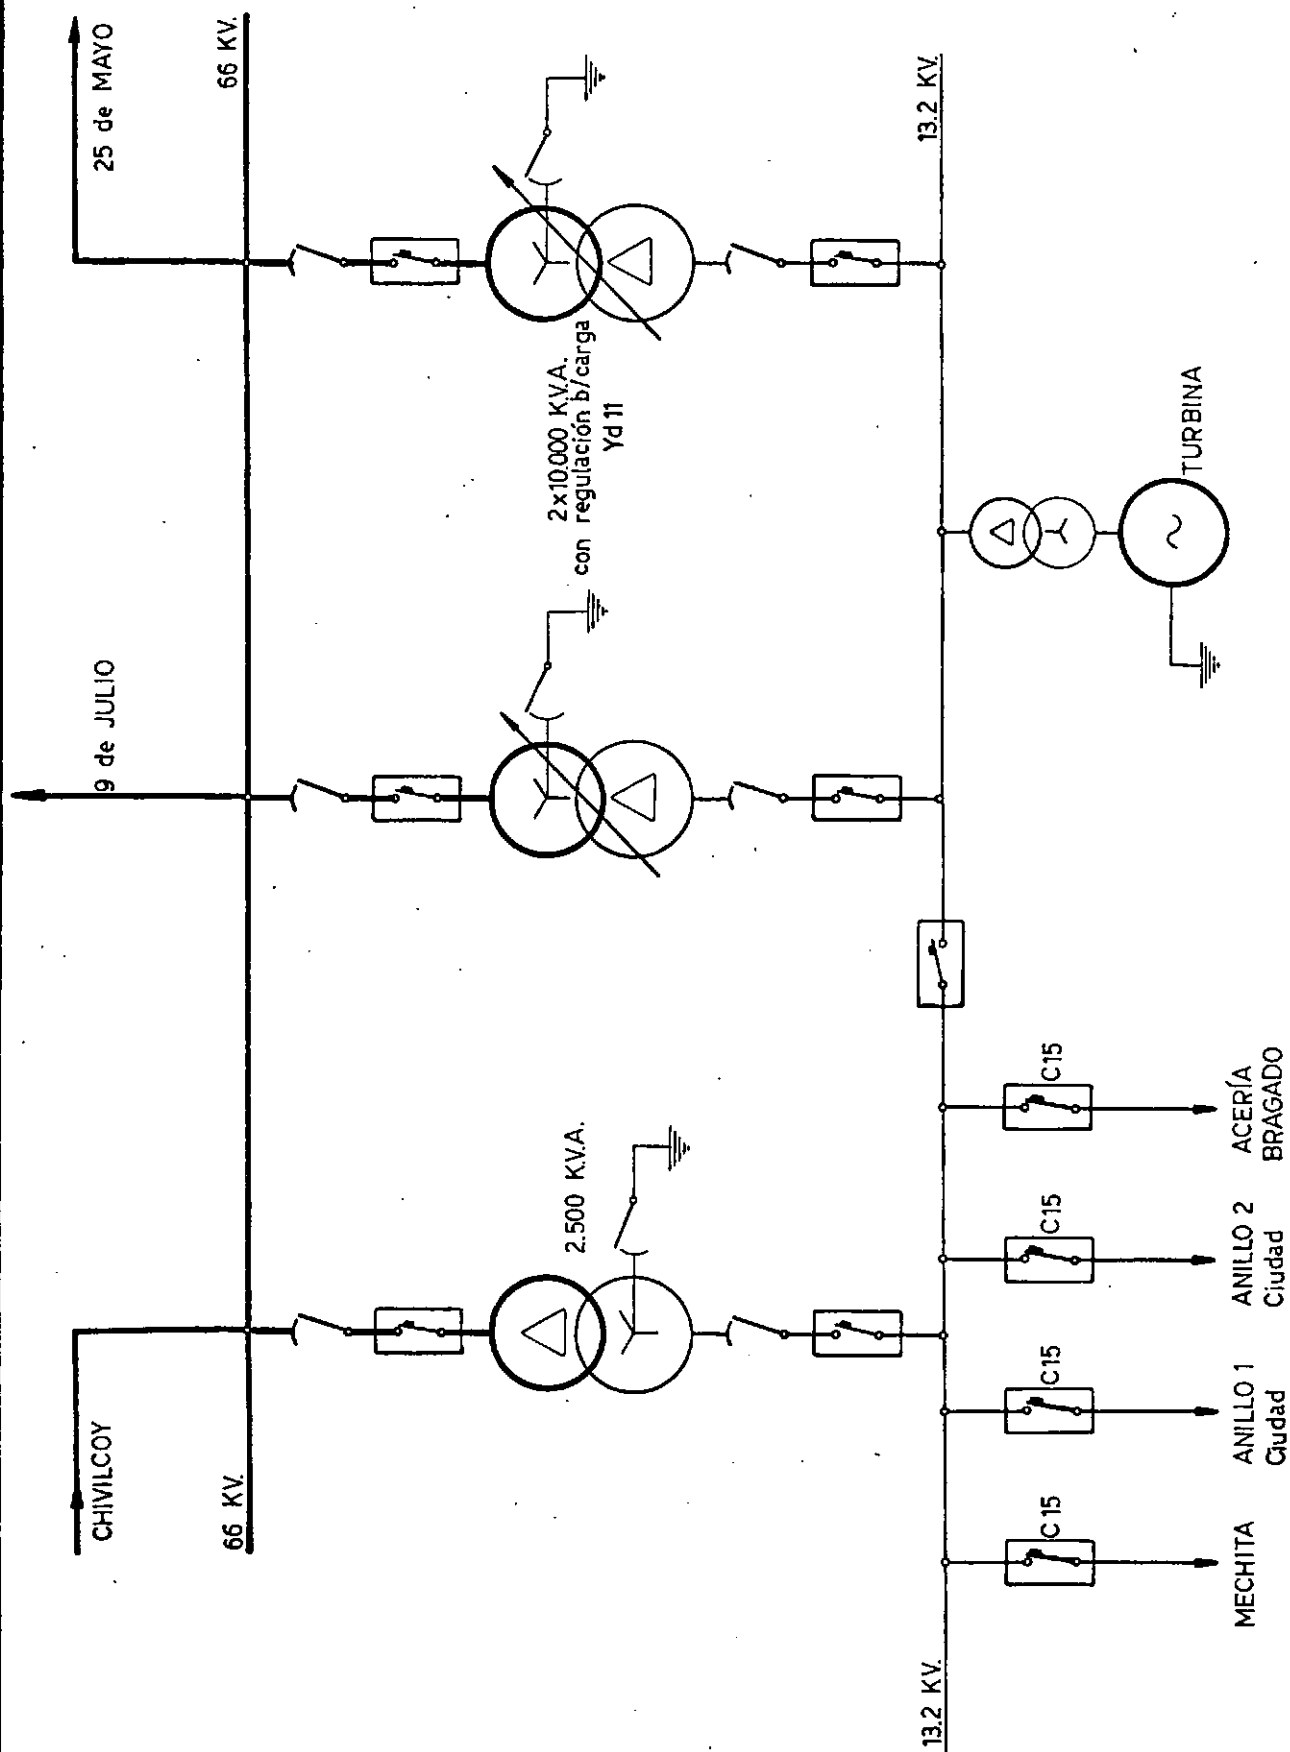 CHIVILCOY
9 de JULIO
25 de MAYO
66 KV.
66 KV.
2.500 K.V.A.
2x10.000 K.V.A.
con regulación b/carga
Yd 11
13.2 KV.
13.2 KV.
C15
C15
C15
C15
TURBINA
MECHITA
ANILLO 1
Ciudad
ANILLO 2
Ciudad
ACERÍA
BRAGADO